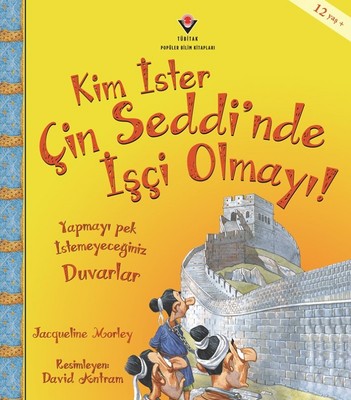 12 yaş +
TÜBİTAK
POPÜLER BİLİM KİTAPLARI
Kim İster
Çin Seddi'nde
İşçi Olmayı!
Yapmayı pek
İstemeyeceğiniz
Duvarlar
Jacqueline Morley
Resimleyen:
David Antram